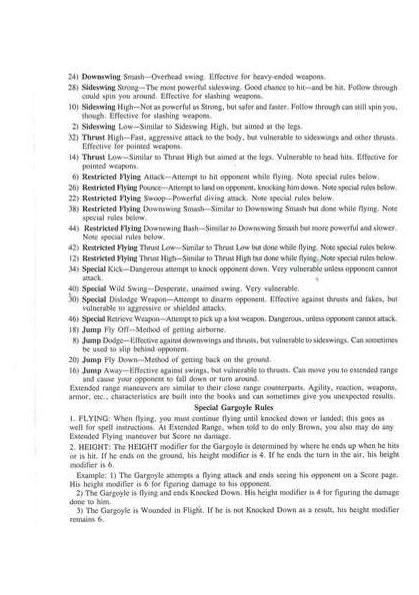 24) Downswing Smash—Overhead swing. Effective for heavy-ended weapons.
28) Sideswing Strong—The most powerful sideswing. Good chance to hit—and be hit. Follow through
could spin you around. Effective for slashing weapons.
10) Sideswing High—Not as powerful as Strong, but safer and faster. Follow through can still spin you,
though. Effective for slashing weapons.
2) Sideswing Low—Similar to Sideswing High, but aimed at the legs.
32) Thrust High—Fast, aggressive attack to the body, but vulnerable to sideswings and other thrusts.
Effective for pointed weapons.
14) Thrust Low—Similar to Thrust High but aimed at the legs. Vulnerable to head hits. Effective for
pointed weapons.
6) Restricted Flying Attack—Attempt to hit opponent while flying. Note special rules below.
26) Restricted Flying Pounce—Attempt to land on opponent, knocking him down. Note special rules below.
22) Restricted Flying Swoop—Powerful diving attack. Note special rules below.
38) Restricted Flying Downswing Smash—Similar to Downswing Smash but done while flying. Note
special rules below.
44) Restricted Flying Downswing Bash—Similar to Downswing Smash but more powerful and slower.
Note special rules below.
42) Restricted Flying Thrust Low—Similar to Thrust Low but done while flying. Note special rules below.
12) Restricted Flying Thrust High—Similar to Thrust High but done while flying. Note special rules below.
34) Special Kick—Dangerous attempt to knock opponent down. Very vulnerable unless opponent cannot
attack.
40) Special Wild Swing—Desperate, unaimed swing. Very vulnerable.
30) Special Dislodge Weapon—Attempt to disarm opponent. Effective against thrusts and fakes, but
vulnerable to aggressive or shielded attacks.
46) Special Retrieve Weapon—Attempt to pick up a lost weapon. Dangerous, unless opponent cannot attack.
18) Jump Fly Off—Method of getting airborne.
8) Jump Dodge—Effective against downswings and thrusts, but vulnerable to sideswings. Can sometimes
be used to slip behind opponent.
20) Jump Fly Down—Method of getting back on the ground.
16) Jump Away—Effective against swings, but vulnerable to thrusts. Can move you to extended range
and cause your opponent to fall down or turn around.
Extended range maneuvers are similar to their close range counterparts. Agility, reaction, weapons,
armor, etc., characteristics are built into the books and can sometimes give you unexpected results.
Special Gargoyle Rules
1. FLYING: When flying, you must continue flying until knocked down or landed; this goes as
well for spell instructions. At Extended Range, when told to do only Brown, you also may do any
Extended Flying maneuver but Score no damage.
2. HEIGHT: The HEIGHT modifier for the Gargoyle is determined by where he ends up when he hits
or is hit. If he ends on the ground, his height modifier is 4. If he ends the turn in the air, his height
modifier is 6.
Example: 1) The Gargoyle attempts a flying attack and ends seeing his opponent on a Score page.
His height modifier is 6 for figuring damage to his opponent.
2) The Gargoyle is flying and ends Knocked Down. His height modifier is 4 for figuring the damage
done to him.
3) The Gargoyle is Wounded in Flight. If he is not Knocked Down as a result, his height modifier
remains 6.